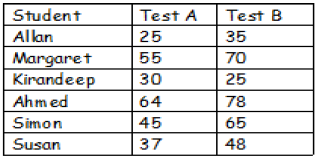 Student Test A Test B
Allan 25 35
Margaret 55 70
Kirandeep 30 25
Ahmed 64 78
Simon 45 65
Susan 37 48